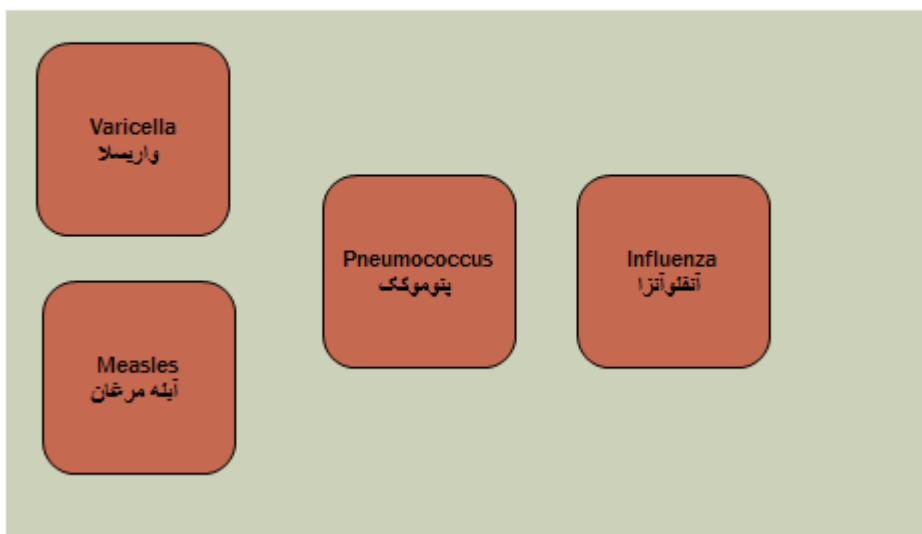 Varicella
واریسلا
Pneumococcus
پنوموکک
Influenza
آنفلوآنزا
Measles
آبله مرغان